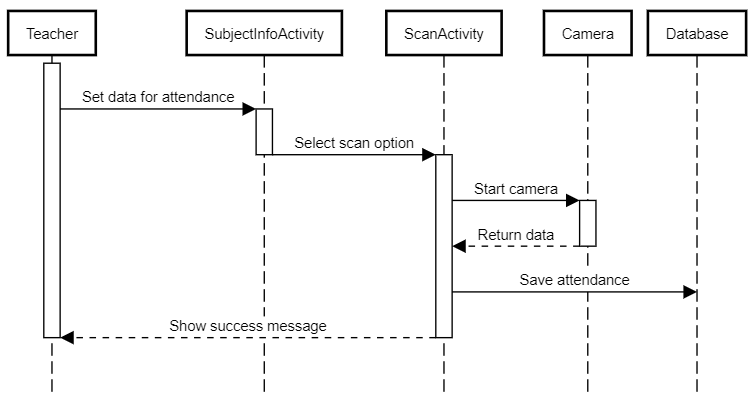 Teacher
SubjectInfoActivity
ScanActivity
Camera
Database
Set data for attendance
Select scan option
Start camera
Return data
Save attendance
Show success message